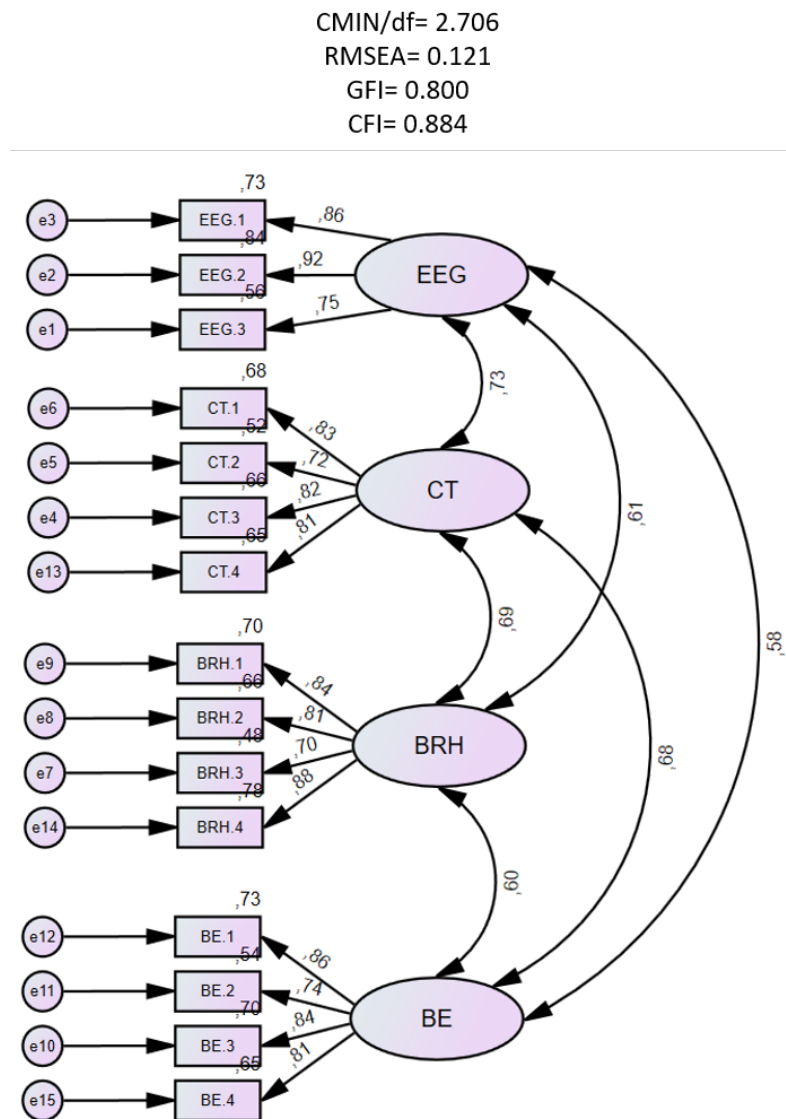 CMIN/df= 2.706
RMSEA= 0.121
GFI= 0.800
CFI= 0.884
,73
e3 EEG.1 ,86
,84
e2 EEG.2 ,92 EEG
,56
e1 EEG.3 ,75
,73
,68
e6 CT.1 ,83
,52
e5 CT.2 ,72
,66
CT
e4 CT.3 ,82
,65
,61
e13 CT.4 ,81
,69
,70
,58
e9 BRH.1 ,84
,66
e8 BRH.2 ,81
,48
BRH
,68
e7 BRH.3 ,70
,78
e14 BRH.4 ,88
,60
,73
e12 BE.1 ,86
,54
e11 BE.2 ,74
,70
BE
e10 BE.3 ,84
,65
e15 BE.4 ,81